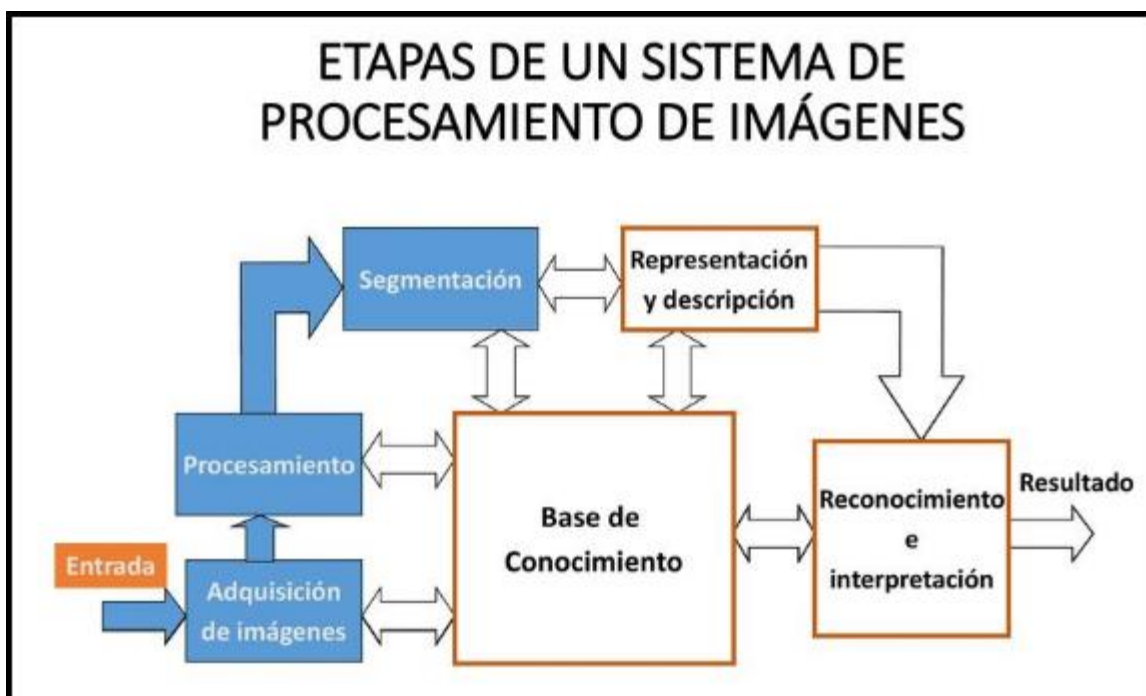 ETAPAS DE UN SISTEMA DE
PROCESAMIENTO DE IMÁGENES
Segmentación
Representación
y descripción
Procesamiento
Base de
Conocimiento
Reconocimiento
e
interpretación
Resultado
Entrada
Adquisición
de imágenes